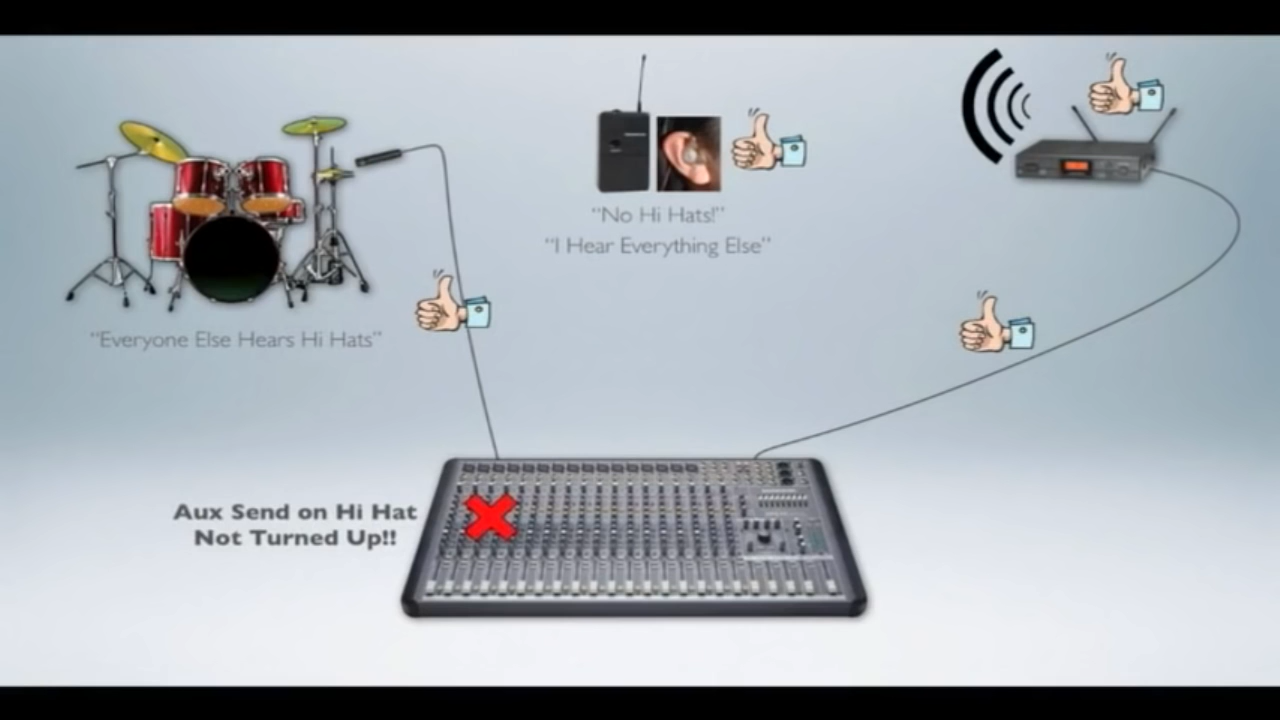 “No Hi Hats!”
“I Hear Everything Else”
“Everyone Else Hears Hi Hats”
Aux Send on Hi Hat
Not Turned Up!!